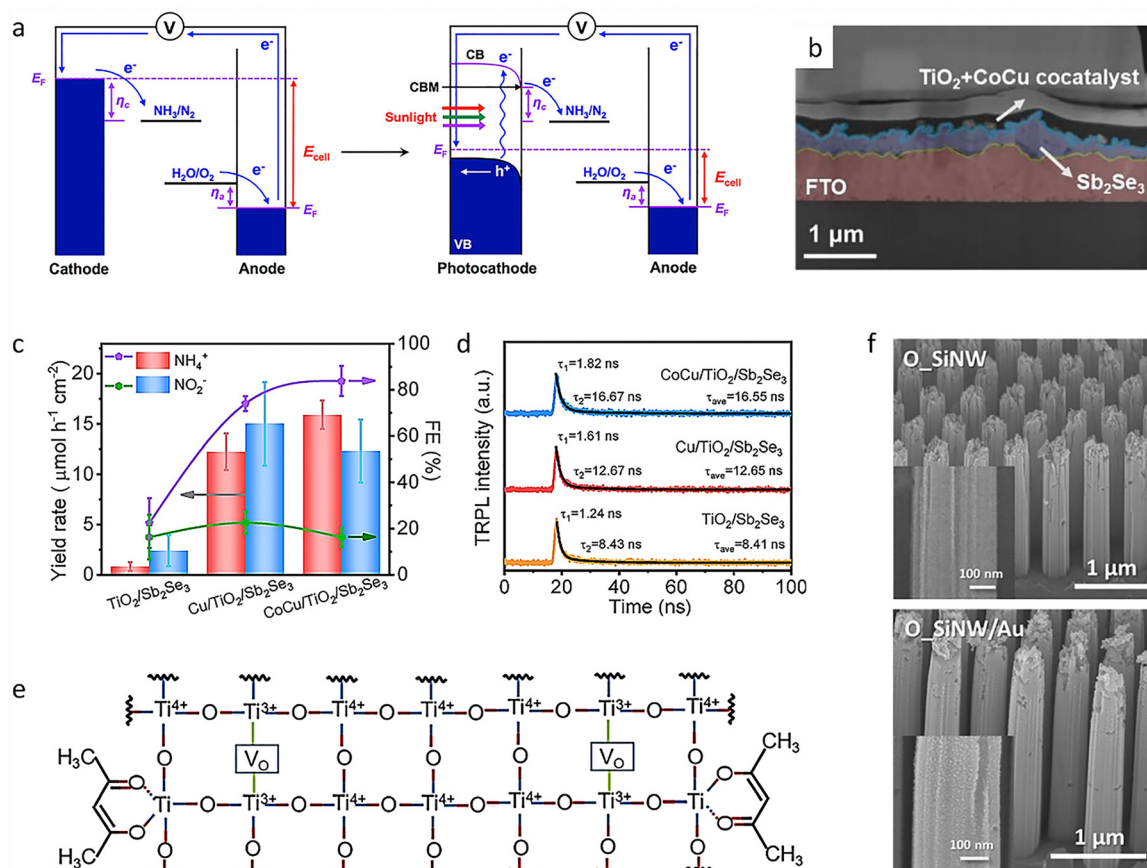 a
V
e⁻
e⁻
E_F
η_c
NH₃/N₂
E_cell
H₂O/O₂
e⁻
η_a
E_F
Cathode
Anode
V
e⁻
CB
e⁻
e⁻
CBM
η_c
NH₃/N₂
Sunlight
E_F
h⁺
E_cell
H₂O/O₂
e⁻
η_a
E_F
VB
Photocathode
Anode
b
TiO₂+CoCu cocatalyst
FTO
Sb₂Se₃
1 µm
c
Yield rate ( µmol h⁻¹ cm⁻²)
20
15
10
5
0
NH₄⁺
NO₂⁻
100
80
60
40
20
0
FE (%)
TiO₂/Sb₂Se₃
Cu/TiO₂/Sb₂Se₃
CoCu/TiO₂/Sb₂Se₃
d
TRPL intensity (a.u.)
τ₁=1.82 ns
CoCu/TiO₂/Sb₂Se₃
τ₂=16.67 ns
τ_ave=16.55 ns
τ₁=1.61 ns
Cu/TiO₂/Sb₂Se₃
τ₂=12.67 ns
τ_ave=12.65 ns
τ₁=1.24 ns
TiO₂/Sb₂Se₃
τ₂=8.43 ns
τ_ave=8.41 ns
0 20 40 60 80 100
Time (ns)
e
Ti⁴⁺ O Ti³⁺ O Ti⁴⁺ O Ti⁴⁺ O Ti⁴⁺ O Ti³⁺ O Ti⁴⁺
H₃C O V_O O O O V_O O CH₃
O Ti O Ti³⁺ O Ti⁴⁺ O Ti⁴⁺ O Ti⁴⁺ O Ti³⁺ O Ti O
O O
H₃C O O O O O O O CH₃
f
O_SiNW
100 nm
1 µm
O_SiNW/Au
100 nm
1 µm